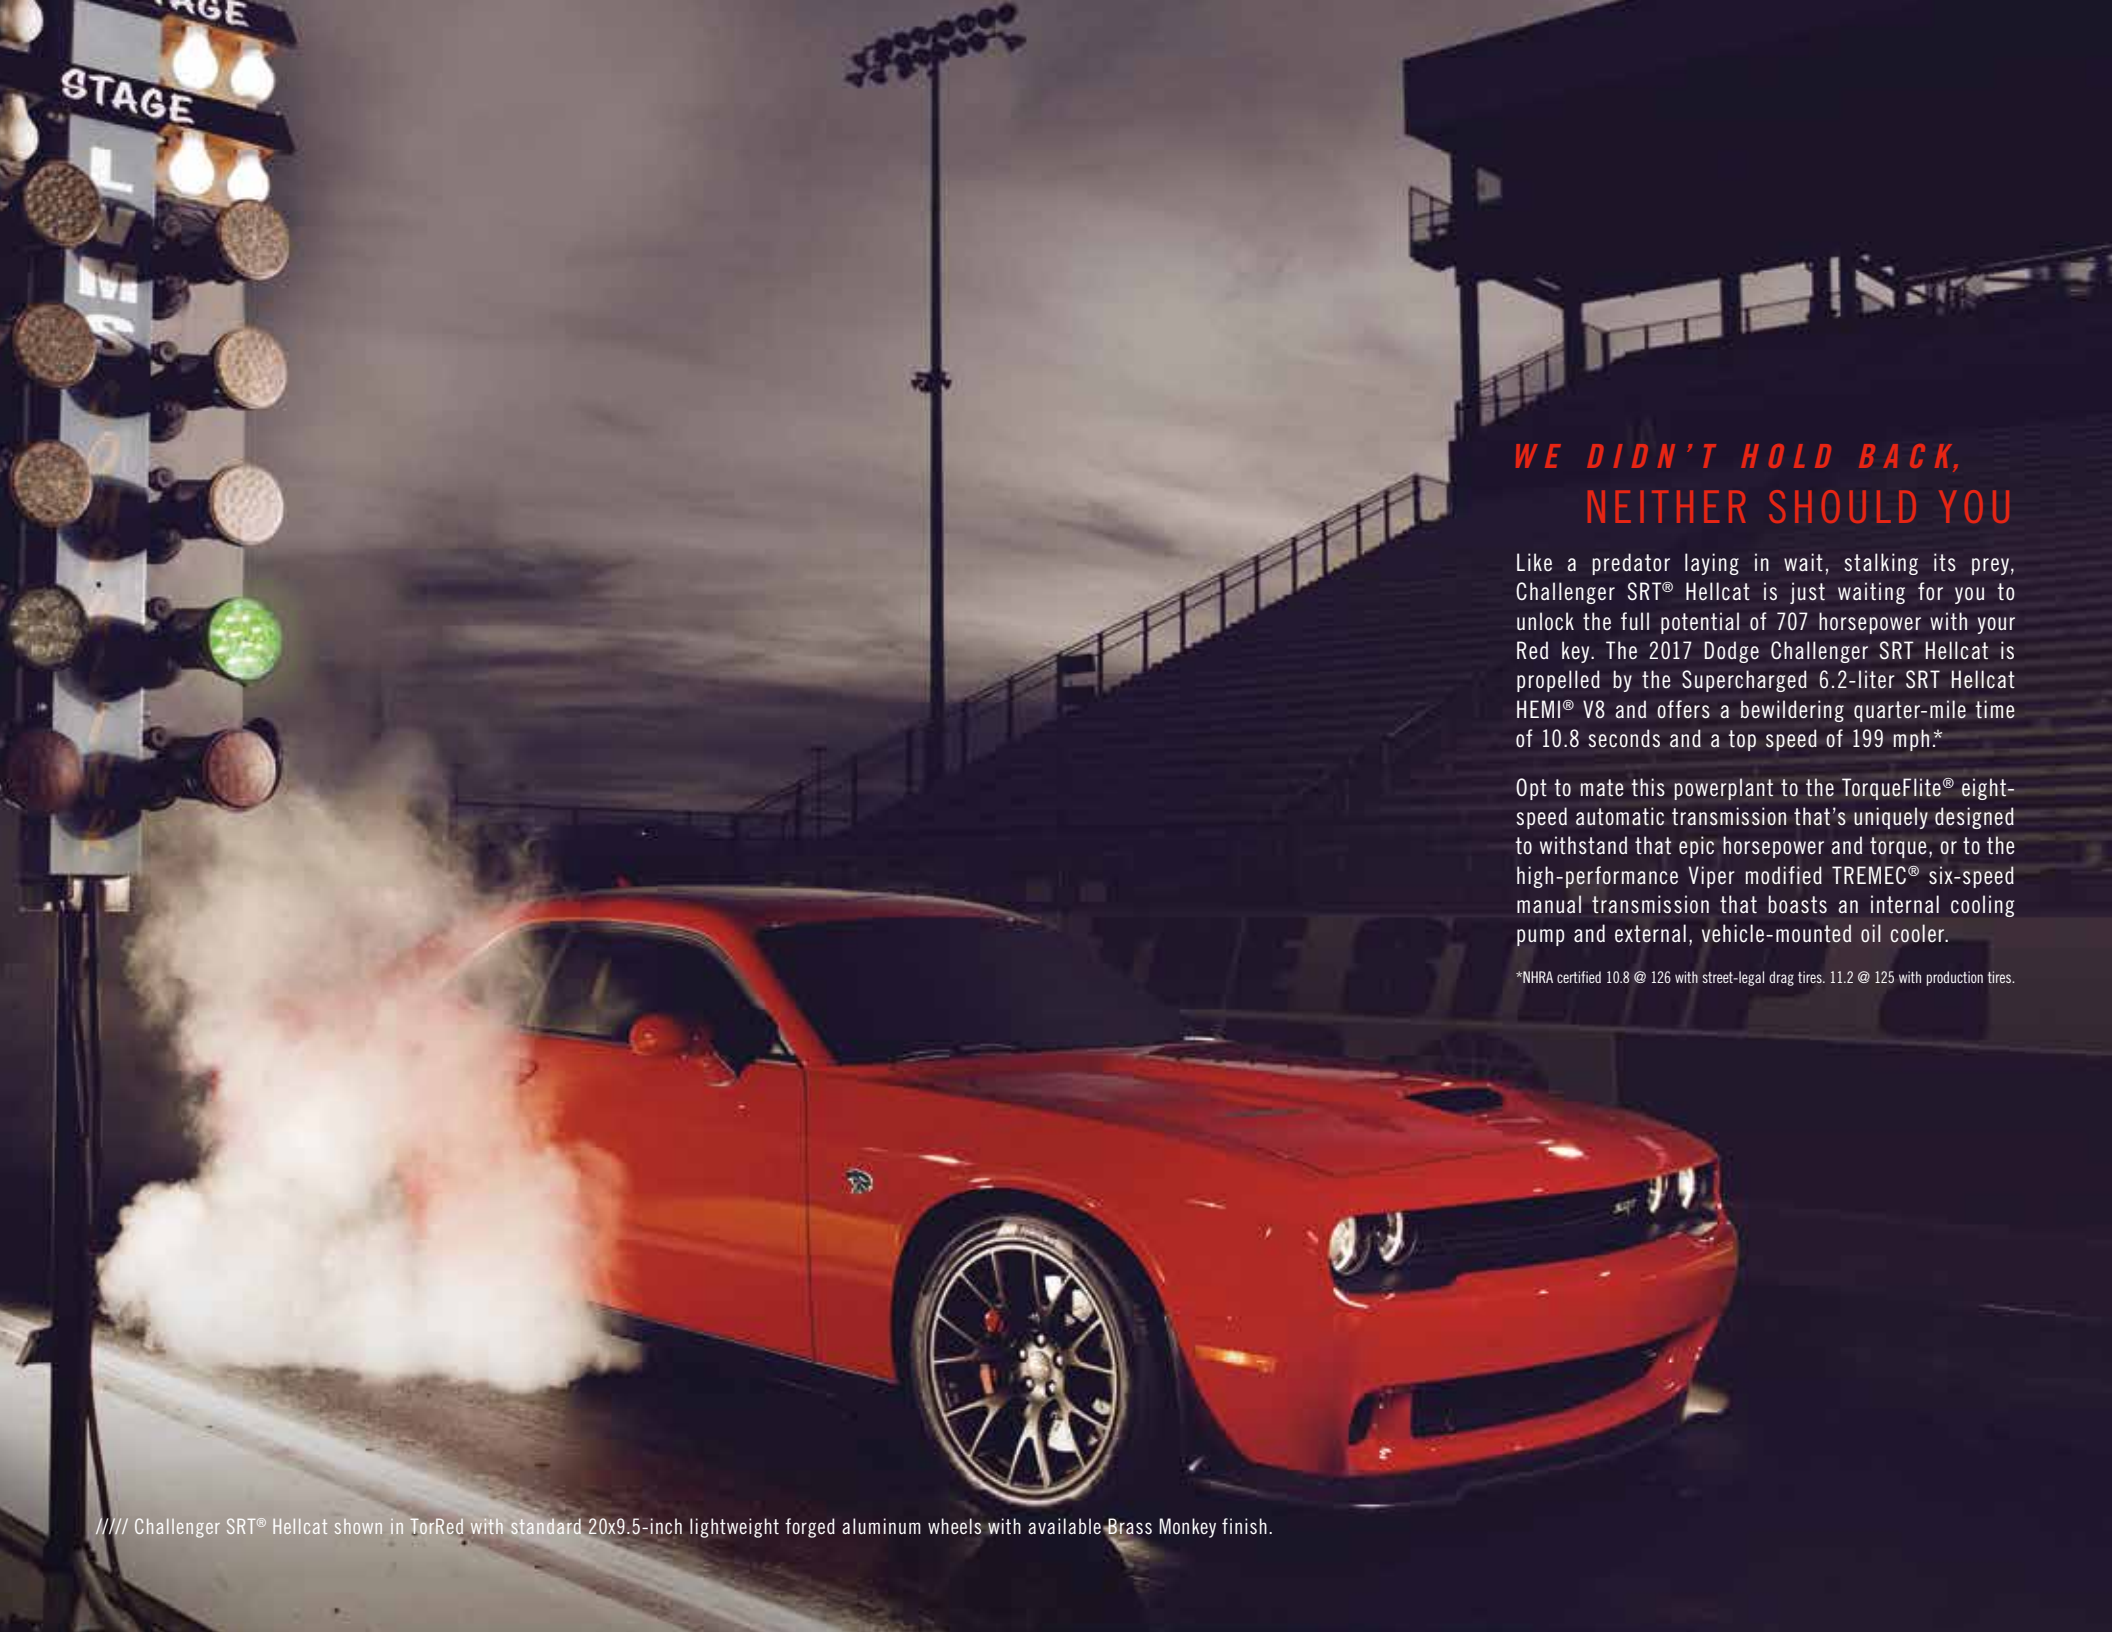 AGE
STAGE
L
V
M
S
WE DIDN'T HOLD BACK,
NEITHER SHOULD YOU
Like a predator laying in wait, stalking its prey,
Challenger SRT® Hellcat is just waiting for you to
unlock the full potential of 707 horsepower with your
Red key. The 2017 Dodge Challenger SRT Hellcat is
propelled by the Supercharged 6.2-liter SRT Hellcat
HEMI® V8 and offers a bewildering quarter-mile time
of 10.8 seconds and a top speed of 199 mph.*
Opt to mate this powerplant to the TorqueFlite® eight-
speed automatic transmission that's uniquely designed
to withstand that epic horsepower and torque, or to the
high-performance Viper modified TREMEC® six-speed
manual transmission that boasts an internal cooling
pump and external, vehicle-mounted oil cooler.
*NHRA certified 10.8 @ 126 with street-legal drag tires. 11.2 @ 125 with production tires.
SRT
///// Challenger SRT® Hellcat shown in TorRed with standard 20x9.5-inch lightweight forged aluminum wheels with available Brass Monkey finish.